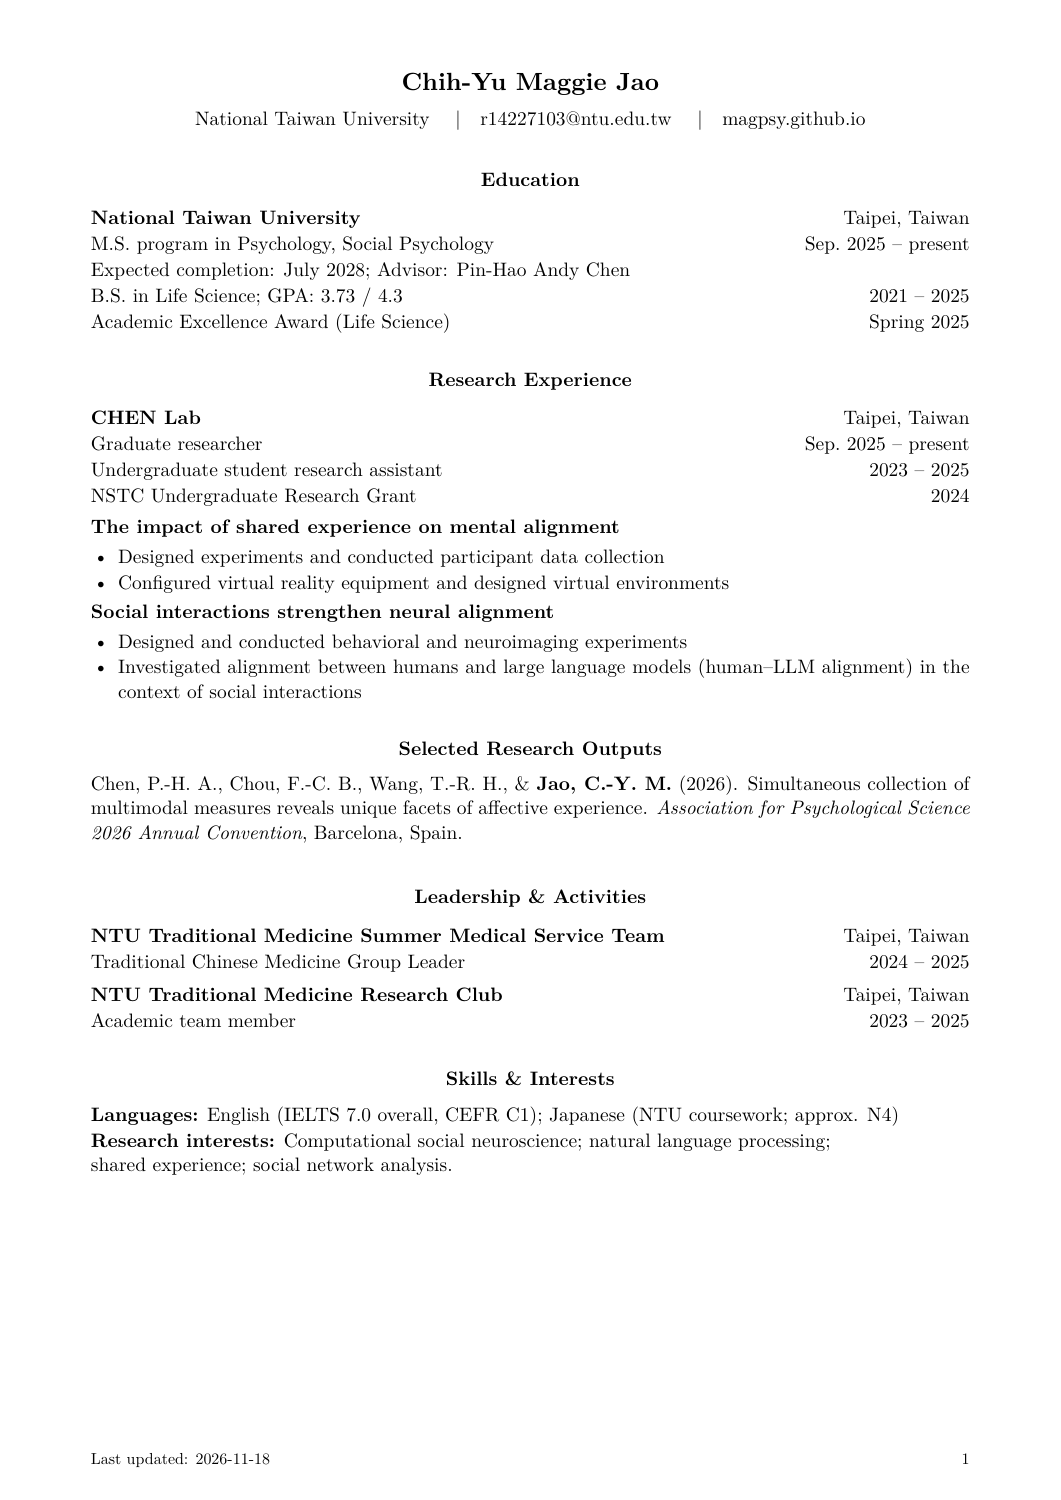 Chih-Yu Maggie Jao
National Taiwan University | r14227103@ntu.edu.tw | magpsy.github.io
Education
National Taiwan University Taipei, Taiwan
M.S. program in Psychology, Social Psychology Sep. 2025 – present
Expected completion: July 2028; Advisor: Pin-Hao Andy Chen
B.S. in Life Science; GPA: 3.73 / 4.3 2021 – 2025
Academic Excellence Award (Life Science) Spring 2025
Research Experience
CHEN Lab Taipei, Taiwan
Graduate researcher Sep. 2025 – present
Undergraduate student research assistant 2023 – 2025
NSTC Undergraduate Research Grant 2024
The impact of shared experience on mental alignment
• Designed experiments and conducted participant data collection
• Configured virtual reality equipment and designed virtual environments
Social interactions strengthen neural alignment
• Designed and conducted behavioral and neuroimaging experiments
• Investigated alignment between humans and large language models (human–LLM alignment) in the
context of social interactions
Selected Research Outputs
Chen, P.-H. A., Chou, F.-C. B., Wang, T.-R. H., & Jao, C.-Y. M. (2026). Simultaneous collection of
multimodal measures reveals unique facets of affective experience. Association for Psychological Science
2026 Annual Convention, Barcelona, Spain.
Leadership & Activities
NTU Traditional Medicine Summer Medical Service Team Taipei, Taiwan
Traditional Chinese Medicine Group Leader 2024 – 2025
NTU Traditional Medicine Research Club Taipei, Taiwan
Academic team member 2023 – 2025
Skills & Interests
Languages: English (IELTS 7.0 overall, CEFR C1); Japanese (NTU coursework; approx. N4)
Research interests: Computational social neuroscience; natural language processing;
shared experience; social network analysis.
Last updated: 2026-11-18 1